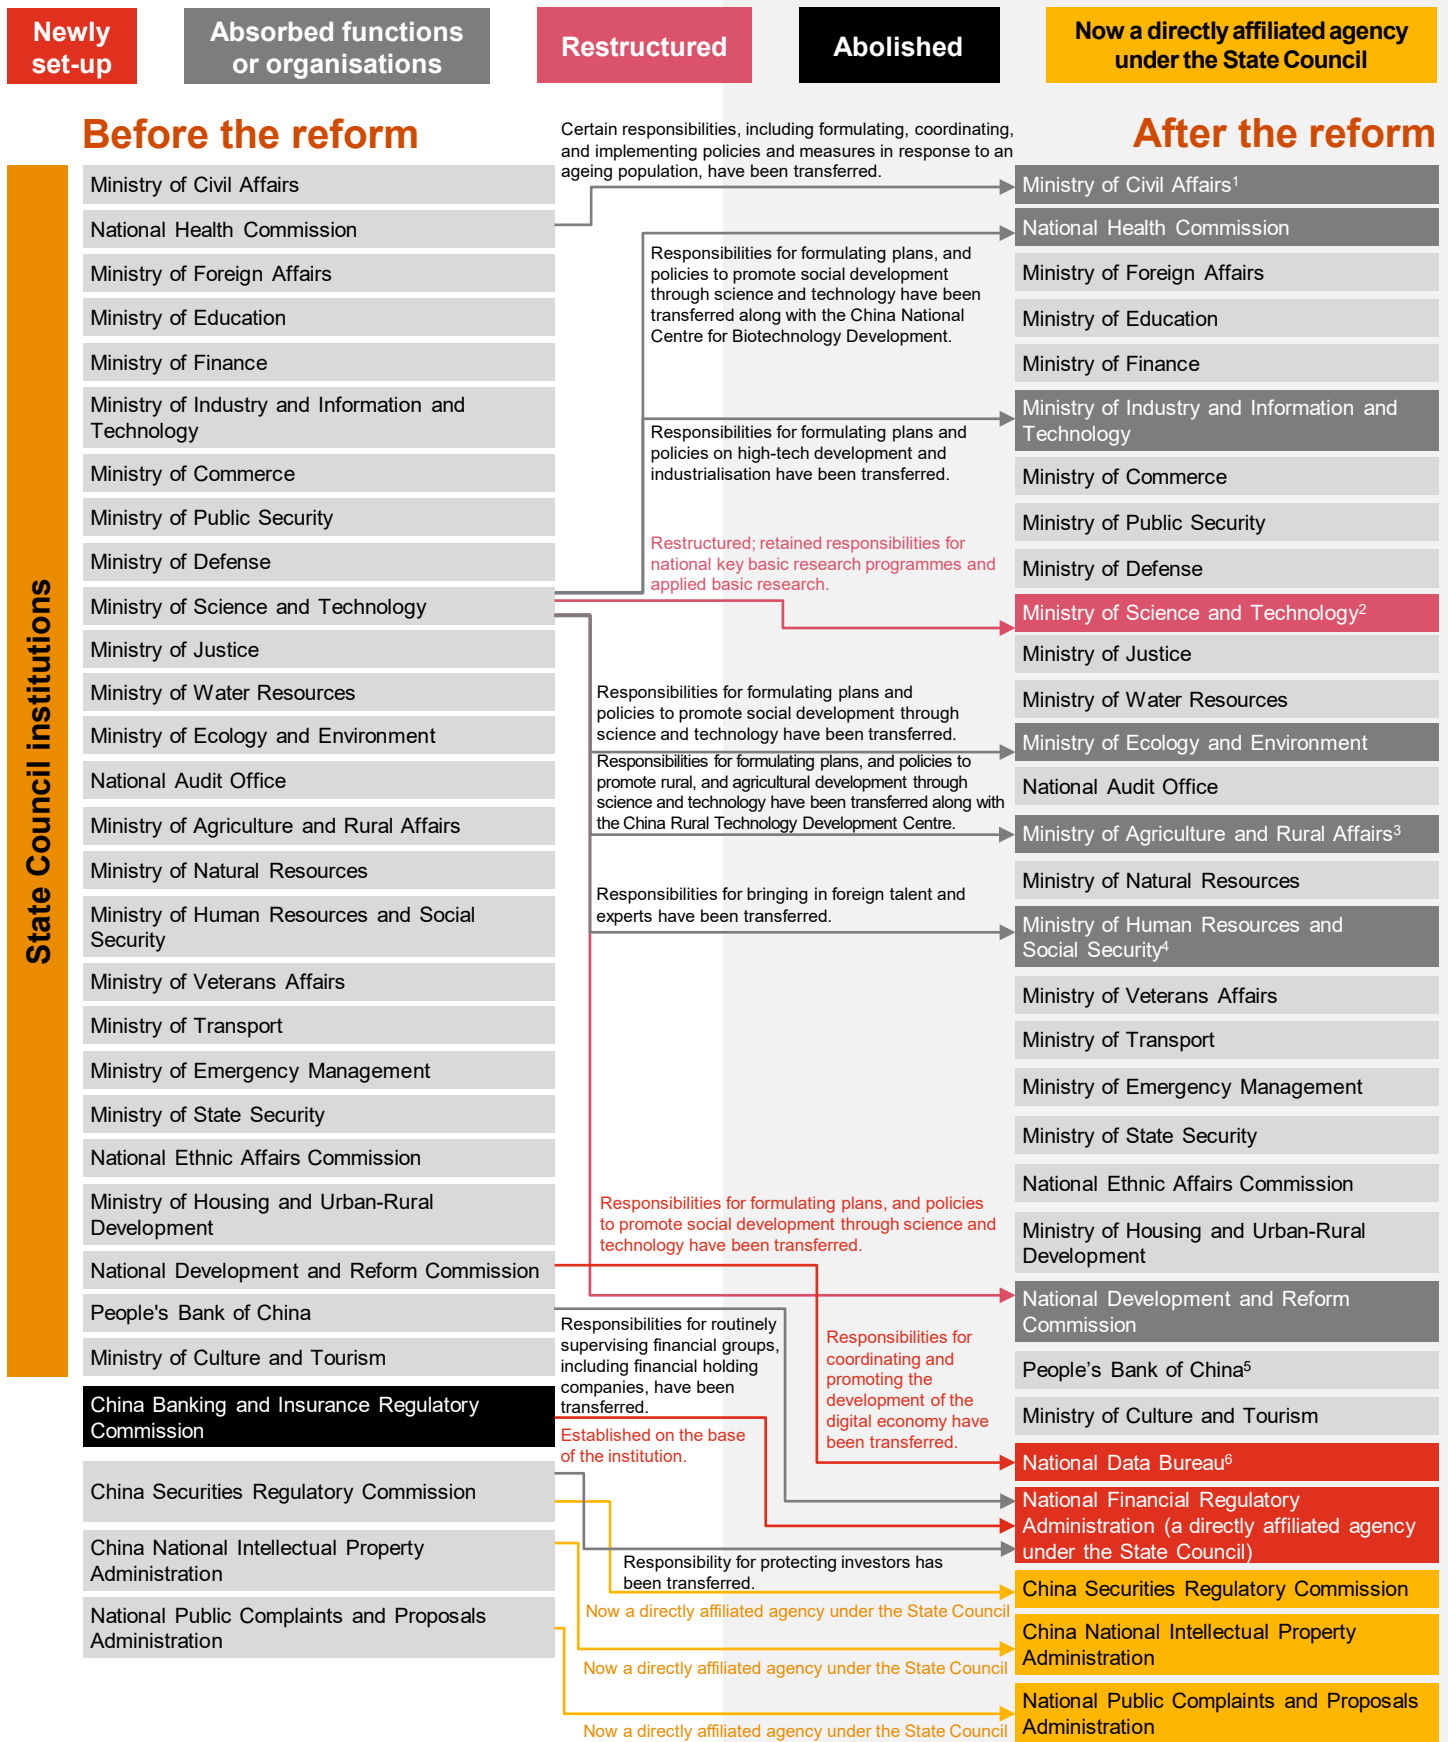 Newly
set-up
Absorbed functions
or organisations
Restructured
Abolished
Now a directly affiliated agency
under the State Council
Before the reform
After the reform
State Council institutions
Ministry of Civil Affairs
National Health Commission
Ministry of Foreign Affairs
Ministry of Education
Ministry of Finance
Ministry of Industry and Information and
Technology
Ministry of Commerce
Ministry of Public Security
Ministry of Defense
Ministry of Science and Technology
Ministry of Justice
Ministry of Water Resources
Ministry of Ecology and Environment
National Audit Office
Ministry of Agriculture and Rural Affairs
Ministry of Natural Resources
Ministry of Human Resources and Social
Security
Ministry of Veterans Affairs
Ministry of Transport
Ministry of Emergency Management
Ministry of State Security
National Ethnic Affairs Commission
Ministry of Housing and Urban-Rural
Development
National Development and Reform Commission
People's Bank of China
Ministry of Culture and Tourism
China Banking and Insurance Regulatory
Commission
China Securities Regulatory Commission
China National Intellectual Property
Administration
National Public Complaints and Proposals
Administration
Certain responsibilities, including formulating, coordinating,
and implementing policies and measures in response to an
ageing population, have been transferred.
Responsibilities for formulating plans, and
policies to promote social development
through science and technology have been
transferred along with the China National
Centre for Biotechnology Development.
Responsibilities for formulating plans and
policies on high-tech development and
industrialisation have been transferred.
Restructured; retained responsibilities for
national key basic research programmes and
applied basic research.
Responsibilities for formulating plans and
policies to promote social development through
science and technology have been transferred.
Responsibilities for formulating plans, and policies to
promote rural, and agricultural development through
science and technology have been transferred along with
the China Rural Technology Development Centre.
Responsibilities for bringing in foreign talent and
experts have been transferred.
Responsibilities for formulating plans, and policies
to promote social development through science and
technology have been transferred.
Responsibilities for routinely
supervising financial groups,
including financial holding
companies, have been
transferred.
Responsibilities for
coordinating and
promoting the
development of the
digital economy have
been transferred.
Established on the base
of the institution.
Responsibility for protecting investors has
been transferred.
Now a directly affiliated agency under the State Council
Now a directly affiliated agency under the State Council
Now a directly affiliated agency under the State Council
Ministry of Civil Affairs¹
National Health Commission
Ministry of Foreign Affairs
Ministry of Education
Ministry of Finance
Ministry of Industry and Information and
Technology
Ministry of Commerce
Ministry of Public Security
Ministry of Defense
Ministry of Science and Technology²
Ministry of Justice
Ministry of Water Resources
Ministry of Ecology and Environment
National Audit Office
Ministry of Agriculture and Rural Affairs³
Ministry of Natural Resources
Ministry of Human Resources and
Social Security⁴
Ministry of Veterans Affairs
Ministry of Transport
Ministry of Emergency Management
Ministry of State Security
National Ethnic Affairs Commission
Ministry of Housing and Urban-Rural
Development
National Development and Reform
Commission
People’s Bank of China⁵
Ministry of Culture and Tourism
National Data Bureau⁶
National Financial Regulatory
Administration (a directly affiliated agency
under the State Council)
China Securities Regulatory Commission
China National Intellectual Property
Administration
National Public Complaints and Proposals
Administration